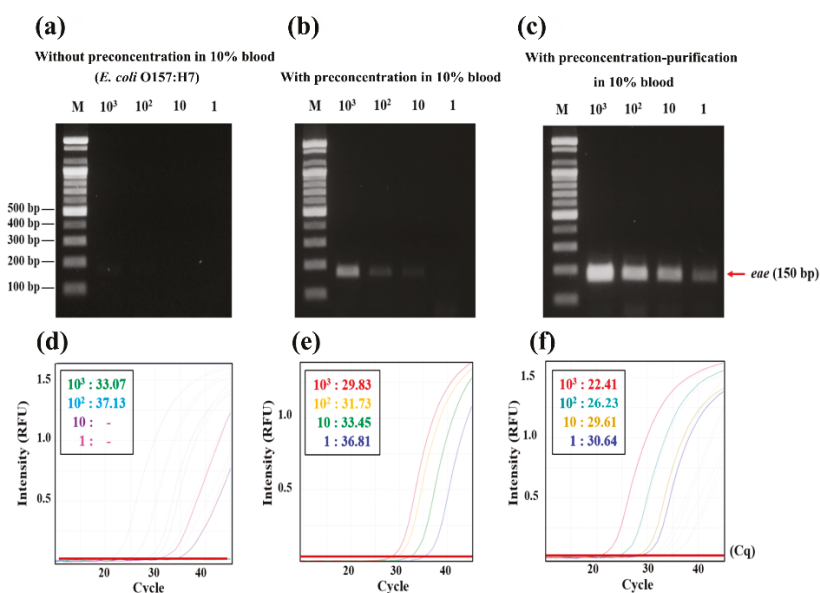 (a)
(b)
(c)
Without preconcentration in 10% blood
(E. coli O157:H7)
With preconcentration in 10% blood
With preconcentration-purification
in 10% blood
M 10³ 10² 10 1
M 10³ 10² 10 1
M 10³ 10² 10 1
500 bp
400 bp
300 bp
200 bp
100 bp
eae (150 bp)
(d)
10³ : 33.07
10² : 37.13
10 : -
1 : -
1.5
1.0
0.5
Intensity (RFU)
20 30 40
Cycle
(e)
10³ : 29.83
10² : 31.73
10 : 33.45
1 : 36.81
1.0
0.5
Intensity (RFU)
20 30 40
Cycle
(f)
10³ : 22.41
10² : 26.23
10 : 29.61
1 : 30.64
1.5
1.0
0.5
Intensity (RFU)
20 30 40
Cycle
(Cq)